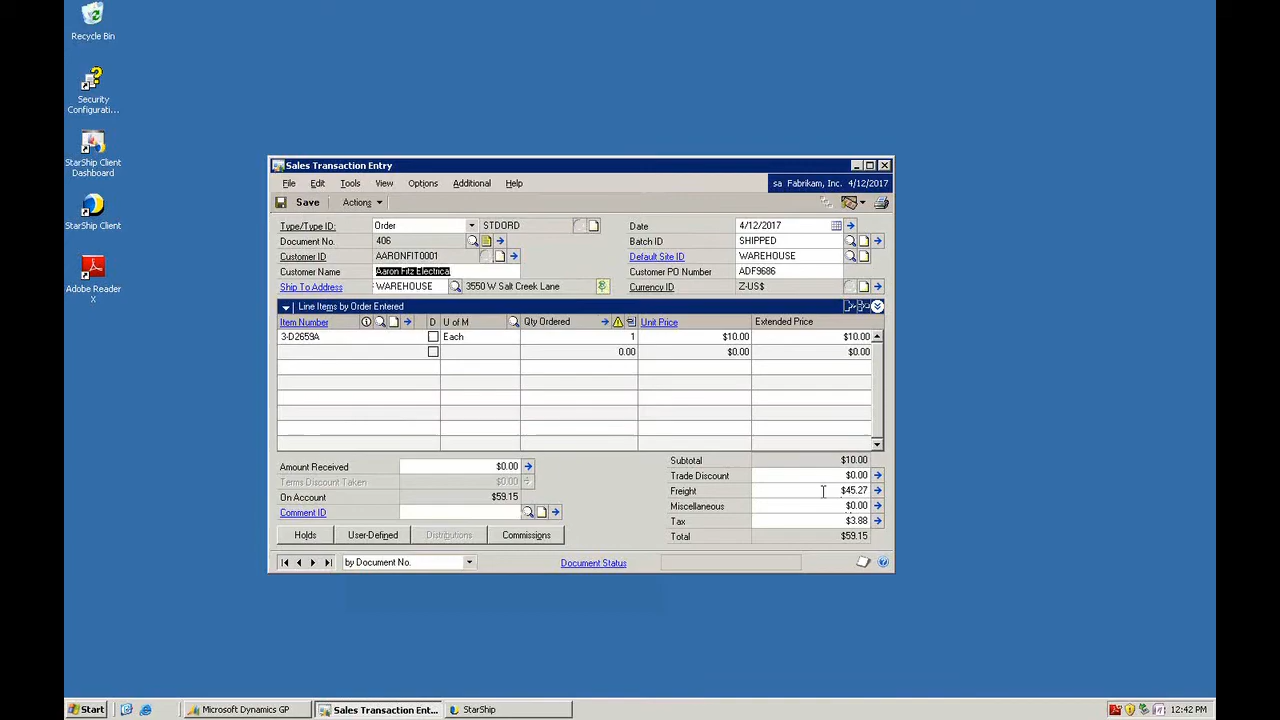 Recycle Bin
Security
Configurati...
StarShip Client
Dashboard
StarShip Client
Adobe Reader
X
Sales Transaction Entry
File Edit Tools View Options Additional Help
sa Fabrikam, Inc. 4/12/2017
Save Actions
Type/Type ID: Order STDORD Date 4/12/2017
Document No. 406 Batch ID SHIPPED
Customer ID AARONFIT0001 Default Site ID WAREHOUSE
Customer Name Aaron Fitz Electrical Customer PO Number ADF9686
Ship To Address WAREHOUSE 3550 W Salt Creek Lane Currency ID Z-US$
Line Items by Order Entered
Item Number D U of M Qty Ordered Unit Price Extended Price
3-D2659A Each 1 $10.00 $10.00
0.00 $0.00 $0.00
Subtotal $10.00
Amount Received $0.00 Trade Discount $0.00
Terms Discount Taken $0.00 Freight $45.27
On Account $59.15 Miscellaneous $0.00
Comment ID Tax $3.88
Holds User-Defined Distributions Commissions Total $59.15
by Document No. Document Status
Start Microsoft Dynamics GP Sales Transaction Ent... StarShip 12:42 PM